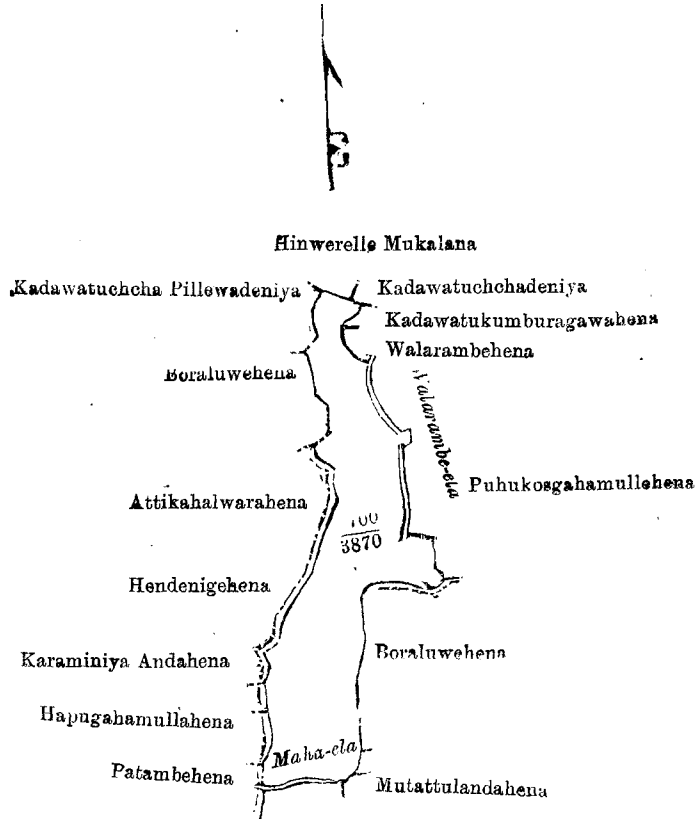 Hinwerelle Mukalana
Kadawatuchcha Pillewadeniya
Kadawatuchchadeniya
Kadawatukumburagawahena
Walarambehena
Boraluwehena
Walarambe-ela
Puhukosgahamullehena
Attikahalwarahena
100
3870
Hendenigehena
Boraluwehena
Karaminiya Andahena
Hapugahamullahena
Maha-ela
Patambehena
Mutattulandahena